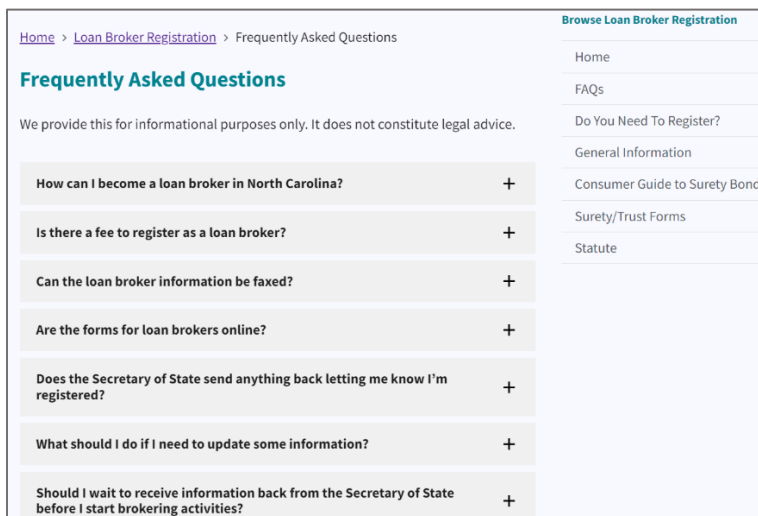 Home > Loan Broker Registration > Frequently Asked Questions
Frequently Asked Questions
We provide this for informational purposes only. It does not constitute legal advice.
How can I become a loan broker in North Carolina?
Is there a fee to register as a loan broker?
Can the loan broker information be faxed?
Are the forms for loan brokers online?
Does the Secretary of State send anything back letting me know I'm
registered?
What should I do if I need to update some information?
Should I wait to receive information back from the Secretary of State
before I start brokering activities?
Browse Loan Broker Registration
Home
FAQs
Do You Need To Register?
General Information
Consumer Guide to Surety Bond
Surety/Trust Forms
Statute